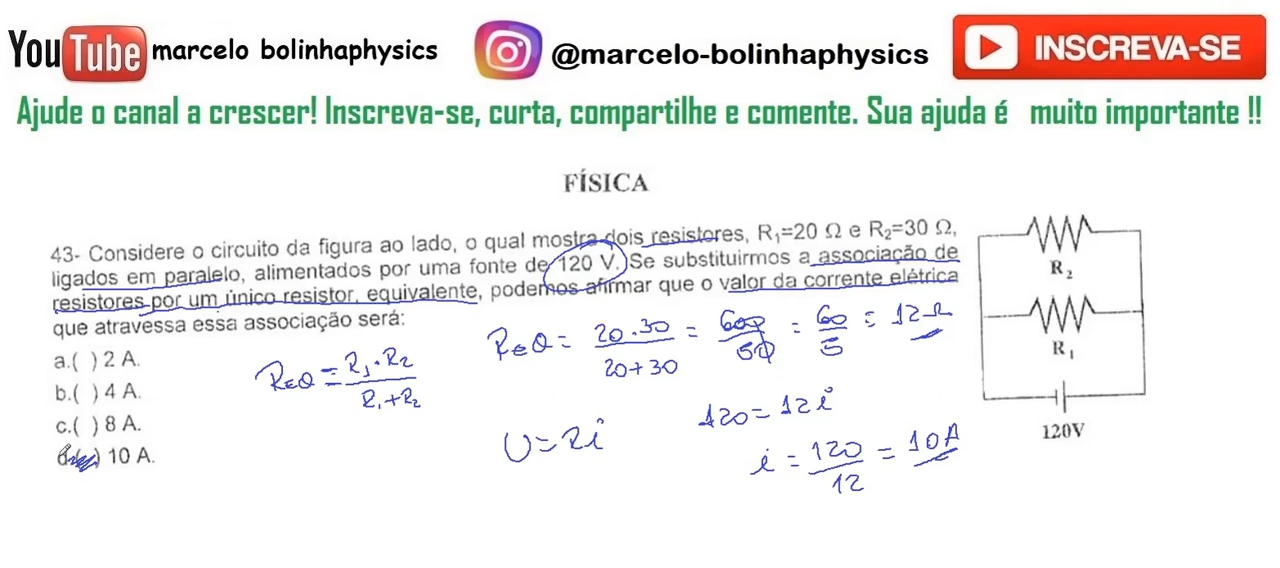 YouTube marcelo bolinhaphysics @marcelo-bolinhaphysics INSCREVA-SE
Ajude o canal a crescer! Inscreva-se, curta, compartilhe e comente. Sua ajuda é muito importante !!
FÍSICA
43- Considere o circuito da figura ao lado, o qual mostra dois resistores, R₁=20 Ω e R₂=30 Ω,
ligados em paralelo, alimentados por uma fonte de 120 V. Se substituirmos a associação de
resistores por um único resistor, equivalente, podemos afirmar que o valor da corrente elétrica
que atravessa essa associação será:
a.( ) 2 A.
b.( ) 4 A.
c.( ) 8 A.
d.( ) 10 A.
REQ = R₁.R₂ / R₁+R₂
REQ = 20.30 / 20+30 = 600 / 50 = 60 / 5 = 12 Ω
U=Ri
120=12i
i = 120 / 12 = 10A
R₂
R₁
120V